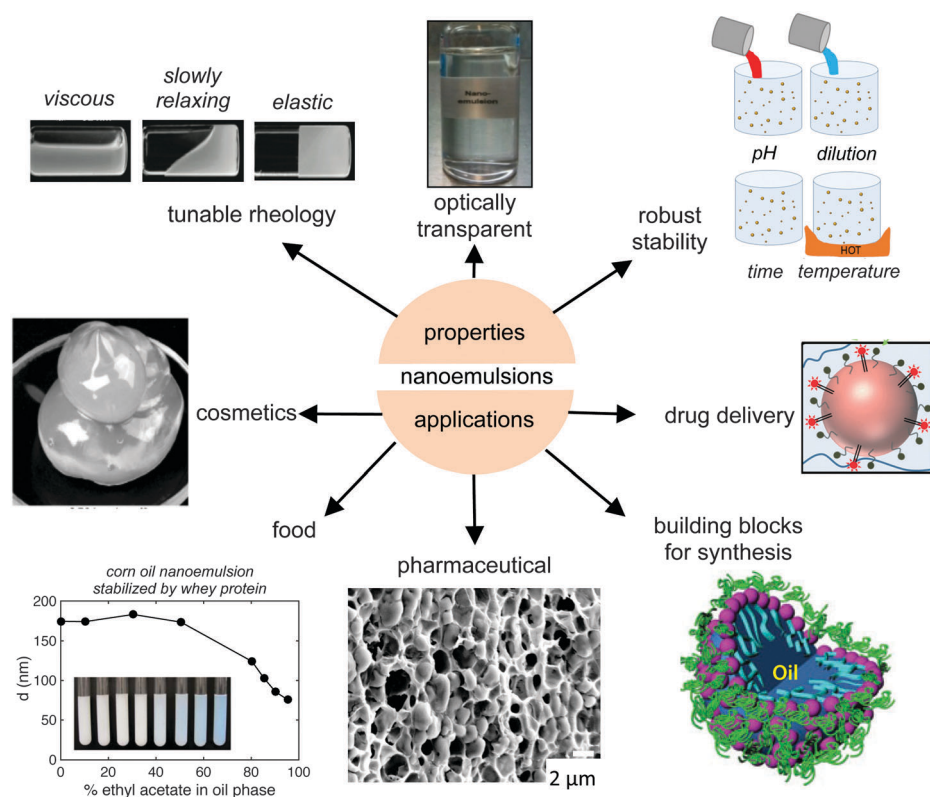 viscous
slowly
relaxing
elastic
tunable rheology
Nano-
emulsion
optically
transparent
pH
dilution
robust
stability
HOT
time
temperature
properties
nanoemulsions
applications
cosmetics
drug delivery
food
building blocks
for synthesis
pharmaceutical
corn oil nanoemulsion
stabilized by whey protein
200
150
100
50
0
d (nm)
0
20
40
60
80
100
% ethyl acetate in oil phase
2 μm
Oil